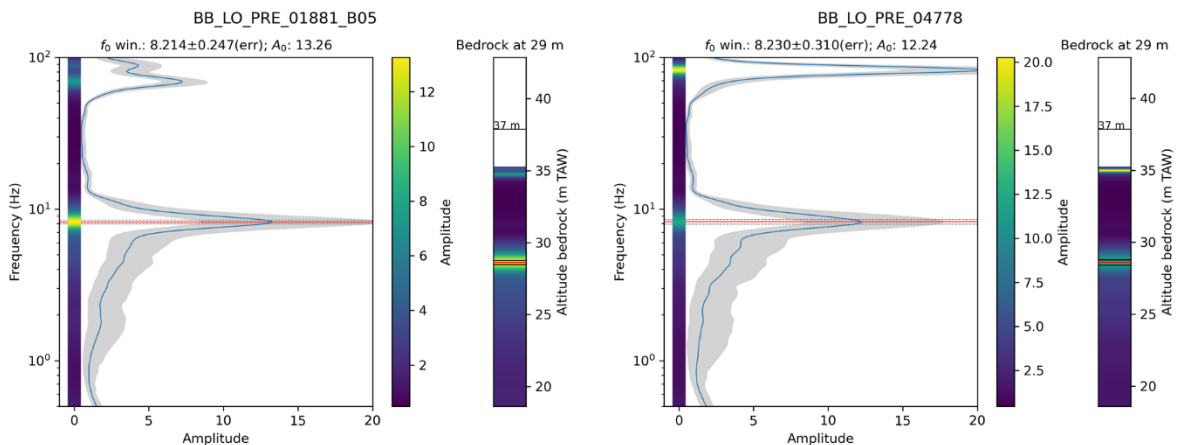 BB_LO_PRE_01881_B05
f₀ win.: 8.214±0.247(err); A₀: 13.26
Bedrock at 29 m
10²
10¹
10⁰
Frequency (Hz)
0 5 10 15 20
Amplitude
12
10
8
6
4
2
Amplitude
37 m
40
35
30
25
20
Altitude bedrock (m TAW)
BB_LO_PRE_04778
f₀ win.: 8.230±0.310(err); A₀: 12.24
Bedrock at 29 m
10²
10¹
10⁰
Frequency (Hz)
0 5 10 15 20
Amplitude
20.0
17.5
15.0
12.5
10.0
7.5
5.0
2.5
Amplitude
37 m
40
35
30
25
20
Altitude bedrock (m TAW)